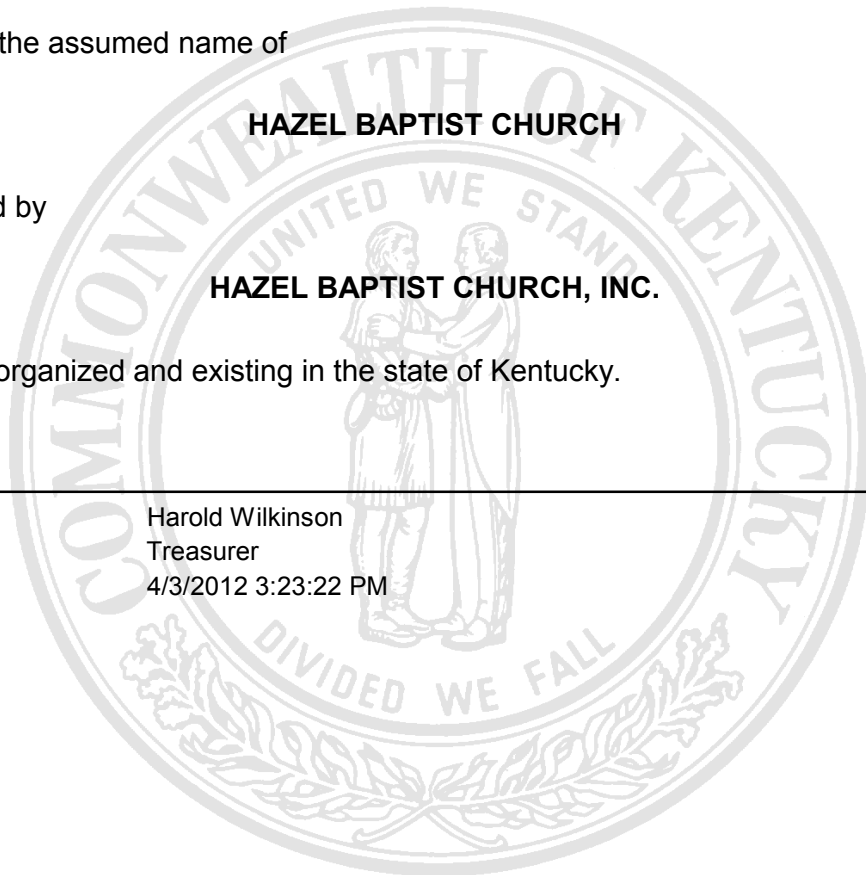 the assumed name of
HAZEL BAPTIST CHURCH
d by
HAZEL BAPTIST CHURCH, INC.
organized and existing in the state of Kentucky.
Harold Wilkinson
Treasurer
4/3/2012 3:23:22 PM
COMMONWEALTH OF KENTUCKY
UNITED WE STAND
DIVIDED WE FALL